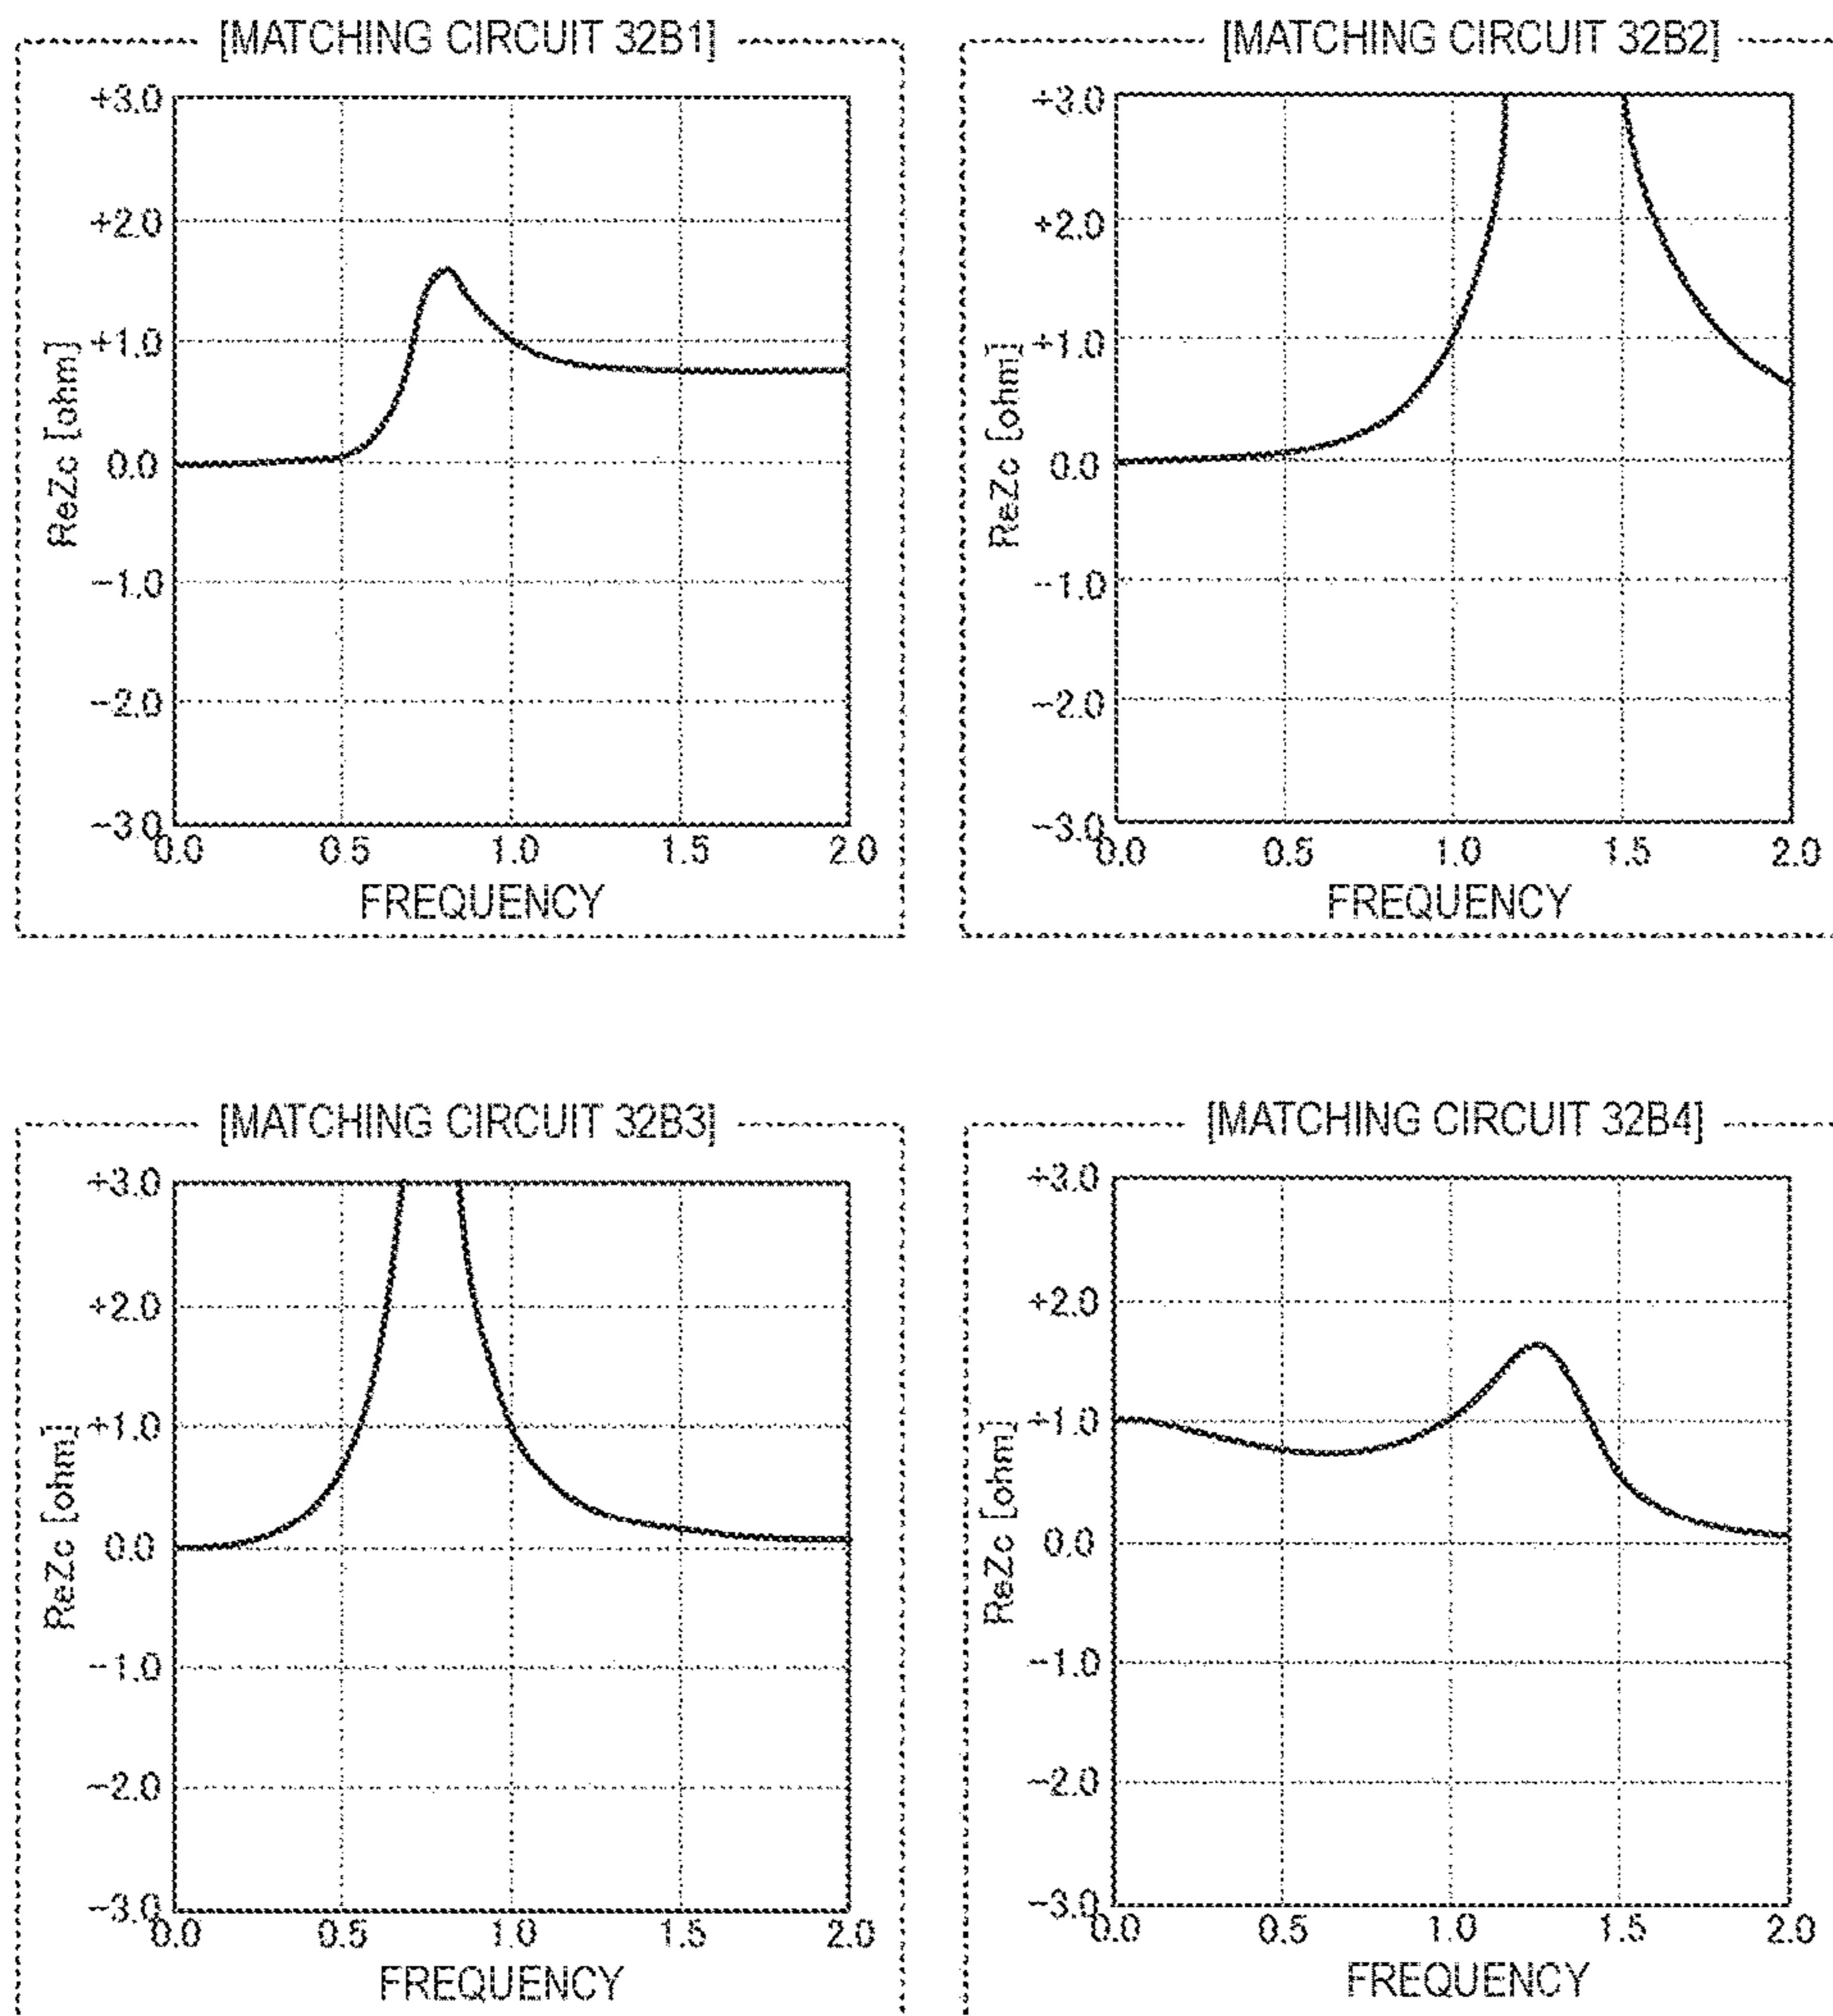 [MATCHING CIRCUIT 32B1]
+3.0
+2.0
+1.0
0.0
-1.0
-2.0
-3.0
ReZc [ohm]
0.0 0.5 1.0 1.5 2.0
FREQUENCY
[MATCHING CIRCUIT 32B2]
+3.0
+2.0
+1.0
0.0
-1.0
-2.0
-3.0
ReZc [ohm]
0.0 0.5 1.0 1.5 2.0
FREQUENCY
[MATCHING CIRCUIT 32B3]
+3.0
+2.0
+1.0
0.0
-1.0
-2.0
-3.0
ReZc [ohm]
0.0 0.5 1.0 1.5 2.0
FREQUENCY
[MATCHING CIRCUIT 32B4]
+3.0
+2.0
+1.0
0.0
-1.0
-2.0
-3.0
ReZc [ohm]
0.0 0.5 1.0 1.5 2.0
FREQUENCY